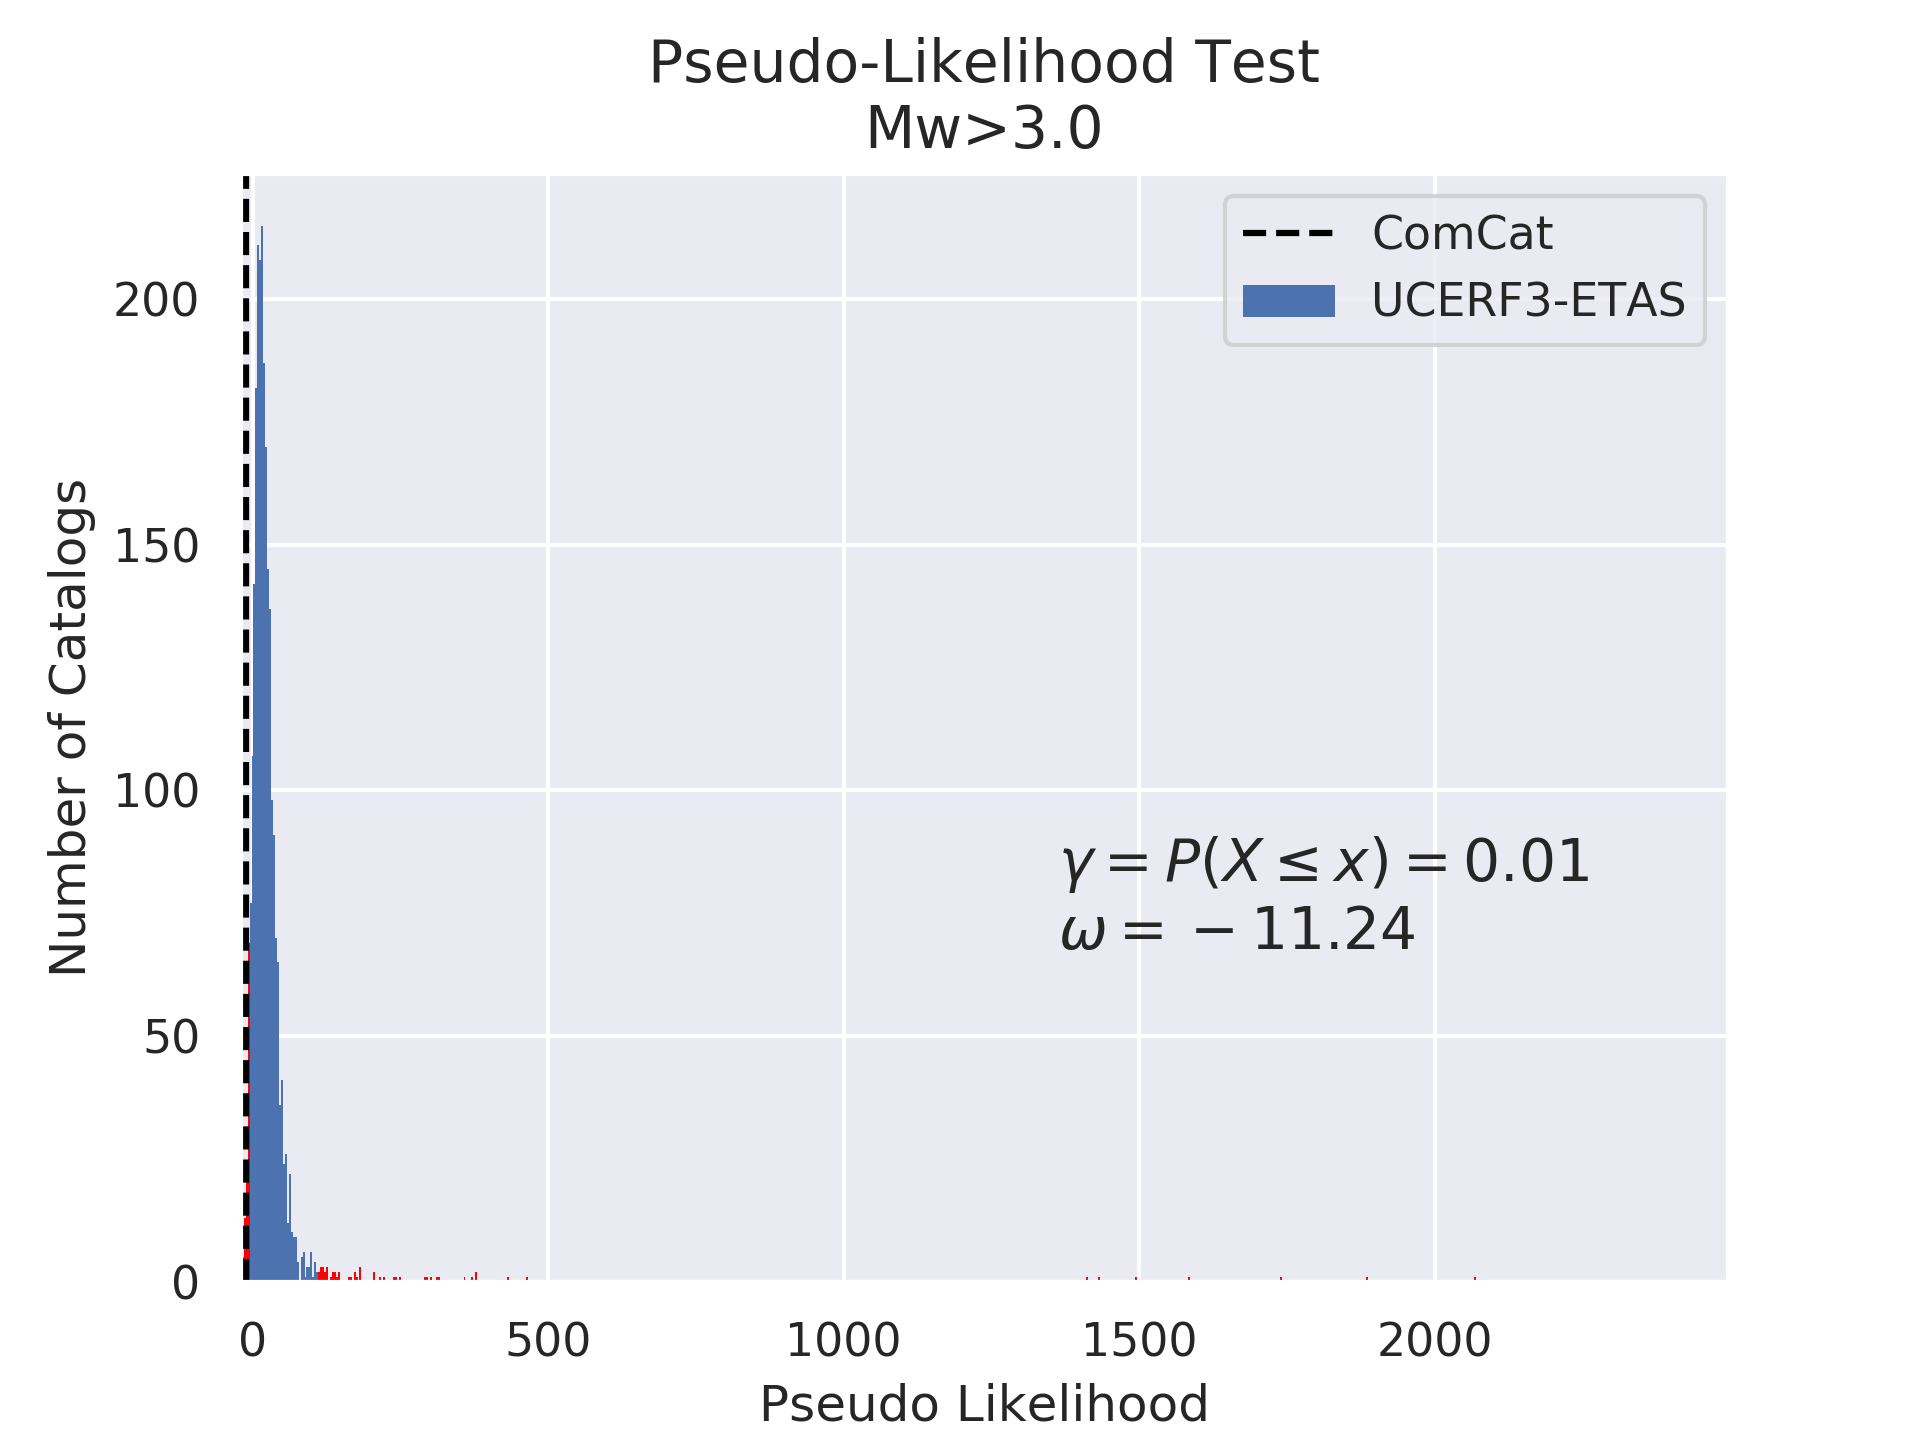 Pseudo-Likelihood Test
Mw>3.0
ComCat
UCERF3-ETAS
Number of Catalogs
200
150
100
50
0
γ = P(X ≤ x) = 0.01
ω = −11.24
0 500 1000 1500 2000
Pseudo Likelihood